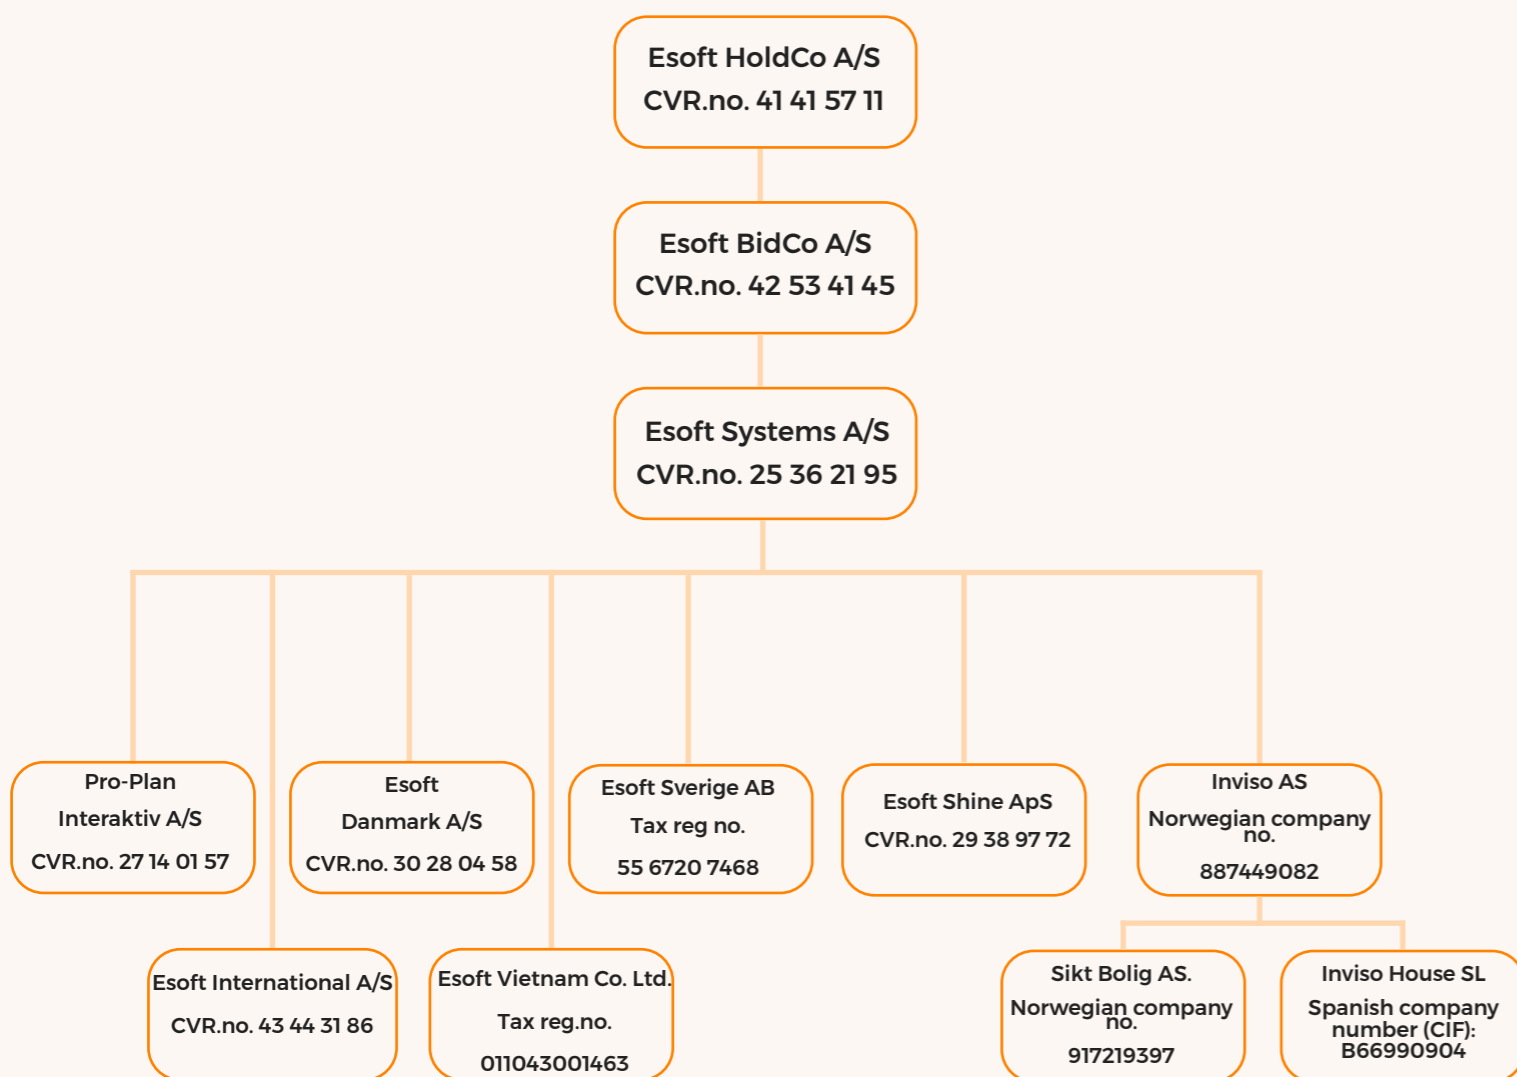 Esoft HoldCo A/S
CVR.no. 41 41 57 11
Esoft BidCo A/S
CVR.no. 42 53 41 45
Esoft Systems A/S
CVR.no. 25 36 21 95
Pro-Plan
Interaktiv A/S
CVR.no. 27 14 01 57
Esoft
Danmark A/S
CVR.no. 30 28 04 58
Esoft Sverige AB
Tax reg no.
55 6720 7468
Esoft Shine ApS
CVR.no. 29 38 97 72
Inviso AS
Norwegian company
no.
887449082
Esoft International A/S
CVR.no. 43 44 31 86
Esoft Vietnam Co. Ltd.
Tax reg.no.
011043001463
Sikt Bolig AS.
Norwegian company
no.
917219397
Inviso House SL
Spanish company
number (CIF):
B66990904